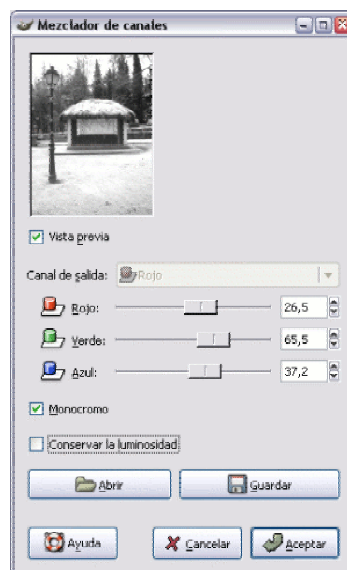 Mezclador de canales
Vista previa
Canal de salida: Rojo
Rojo: 26,5
Verde: 65,5
Azul: 37,2
Monocromo
Conservar la luminosidad
Abrir Guardar
Ayuda Cancelar Aceptar